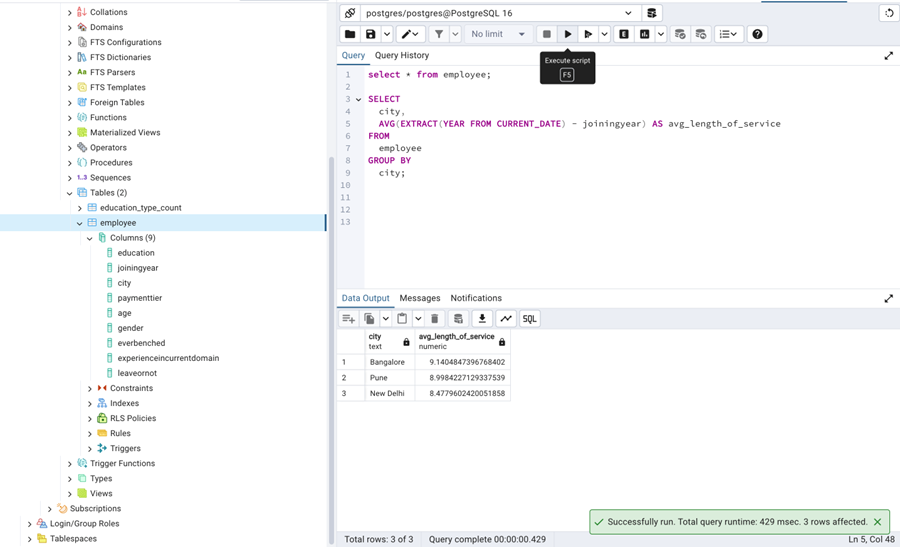 Collations
Domains
FTS Configurations
FTS Dictionaries
Aa FTS Parsers
FTS Templates
Foreign Tables
Functions
Materialized Views
Operators
Procedures
1..3 Sequences
Tables (2)
education_type_count
employee
Columns (9)
education
joiningyear
city
paymenttier
age
gender
everbenched
experienceincurrentdomain
leaveornot
Constraints
Indexes
RLS Policies
Rules
Triggers
Trigger Functions
Types
Views
Subscriptions
Login/Group Roles
Tablespaces
postgres/postgres@PostgreSQL 16
No limit
Query Query History
Execute script
F5
1 select * from employee;
2
3 SELECT
4 city,
5 AVG(EXTRACT(YEAR FROM CURRENT_DATE) - joiningyear) AS avg_length_of_service
6 FROM
7 employee
8 GROUP BY
9 city;
10
11
12
13
Data Output Messages Notifications
SQL
city avg_length_of_service
text numeric
1 Bangalore 9.1404847396768402
2 Pune 8.9984227129337539
3 New Delhi 8.4779602420051858
Successfully run. Total query runtime: 429 msec. 3 rows affected.
Total rows: 3 of 3 Query complete 00:00:00.429 Ln 5, Col 48